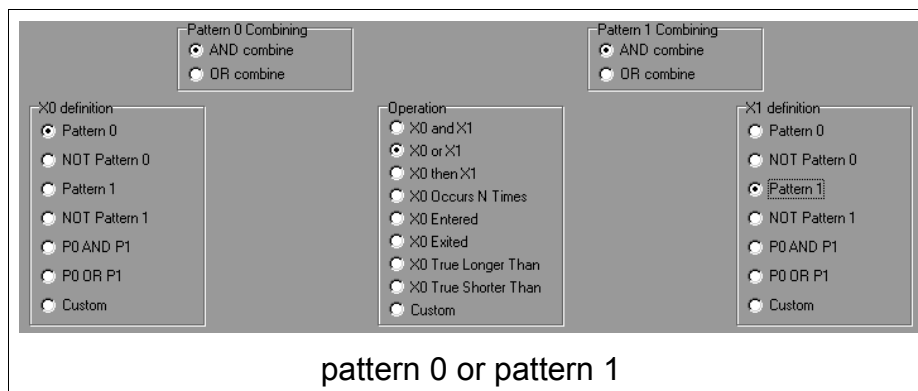 Pattern 0 Combining
AND combine
OR combine
Pattern 1 Combining
AND combine
OR combine
X0 definition
Pattern 0
NOT Pattern 0
Pattern 1
NOT Pattern 1
P0 AND P1
P0 OR P1
Custom
Operation
X0 and X1
X0 or X1
X0 then X1
X0 Occurs N Times
X0 Entered
X0 Exited
X0 True Longer Than
X0 True Shorter Than
Custom
X1 definition
Pattern 0
NOT Pattern 0
Pattern 1
NOT Pattern 1
P0 AND P1
P0 OR P1
Custom
pattern 0 or pattern 1